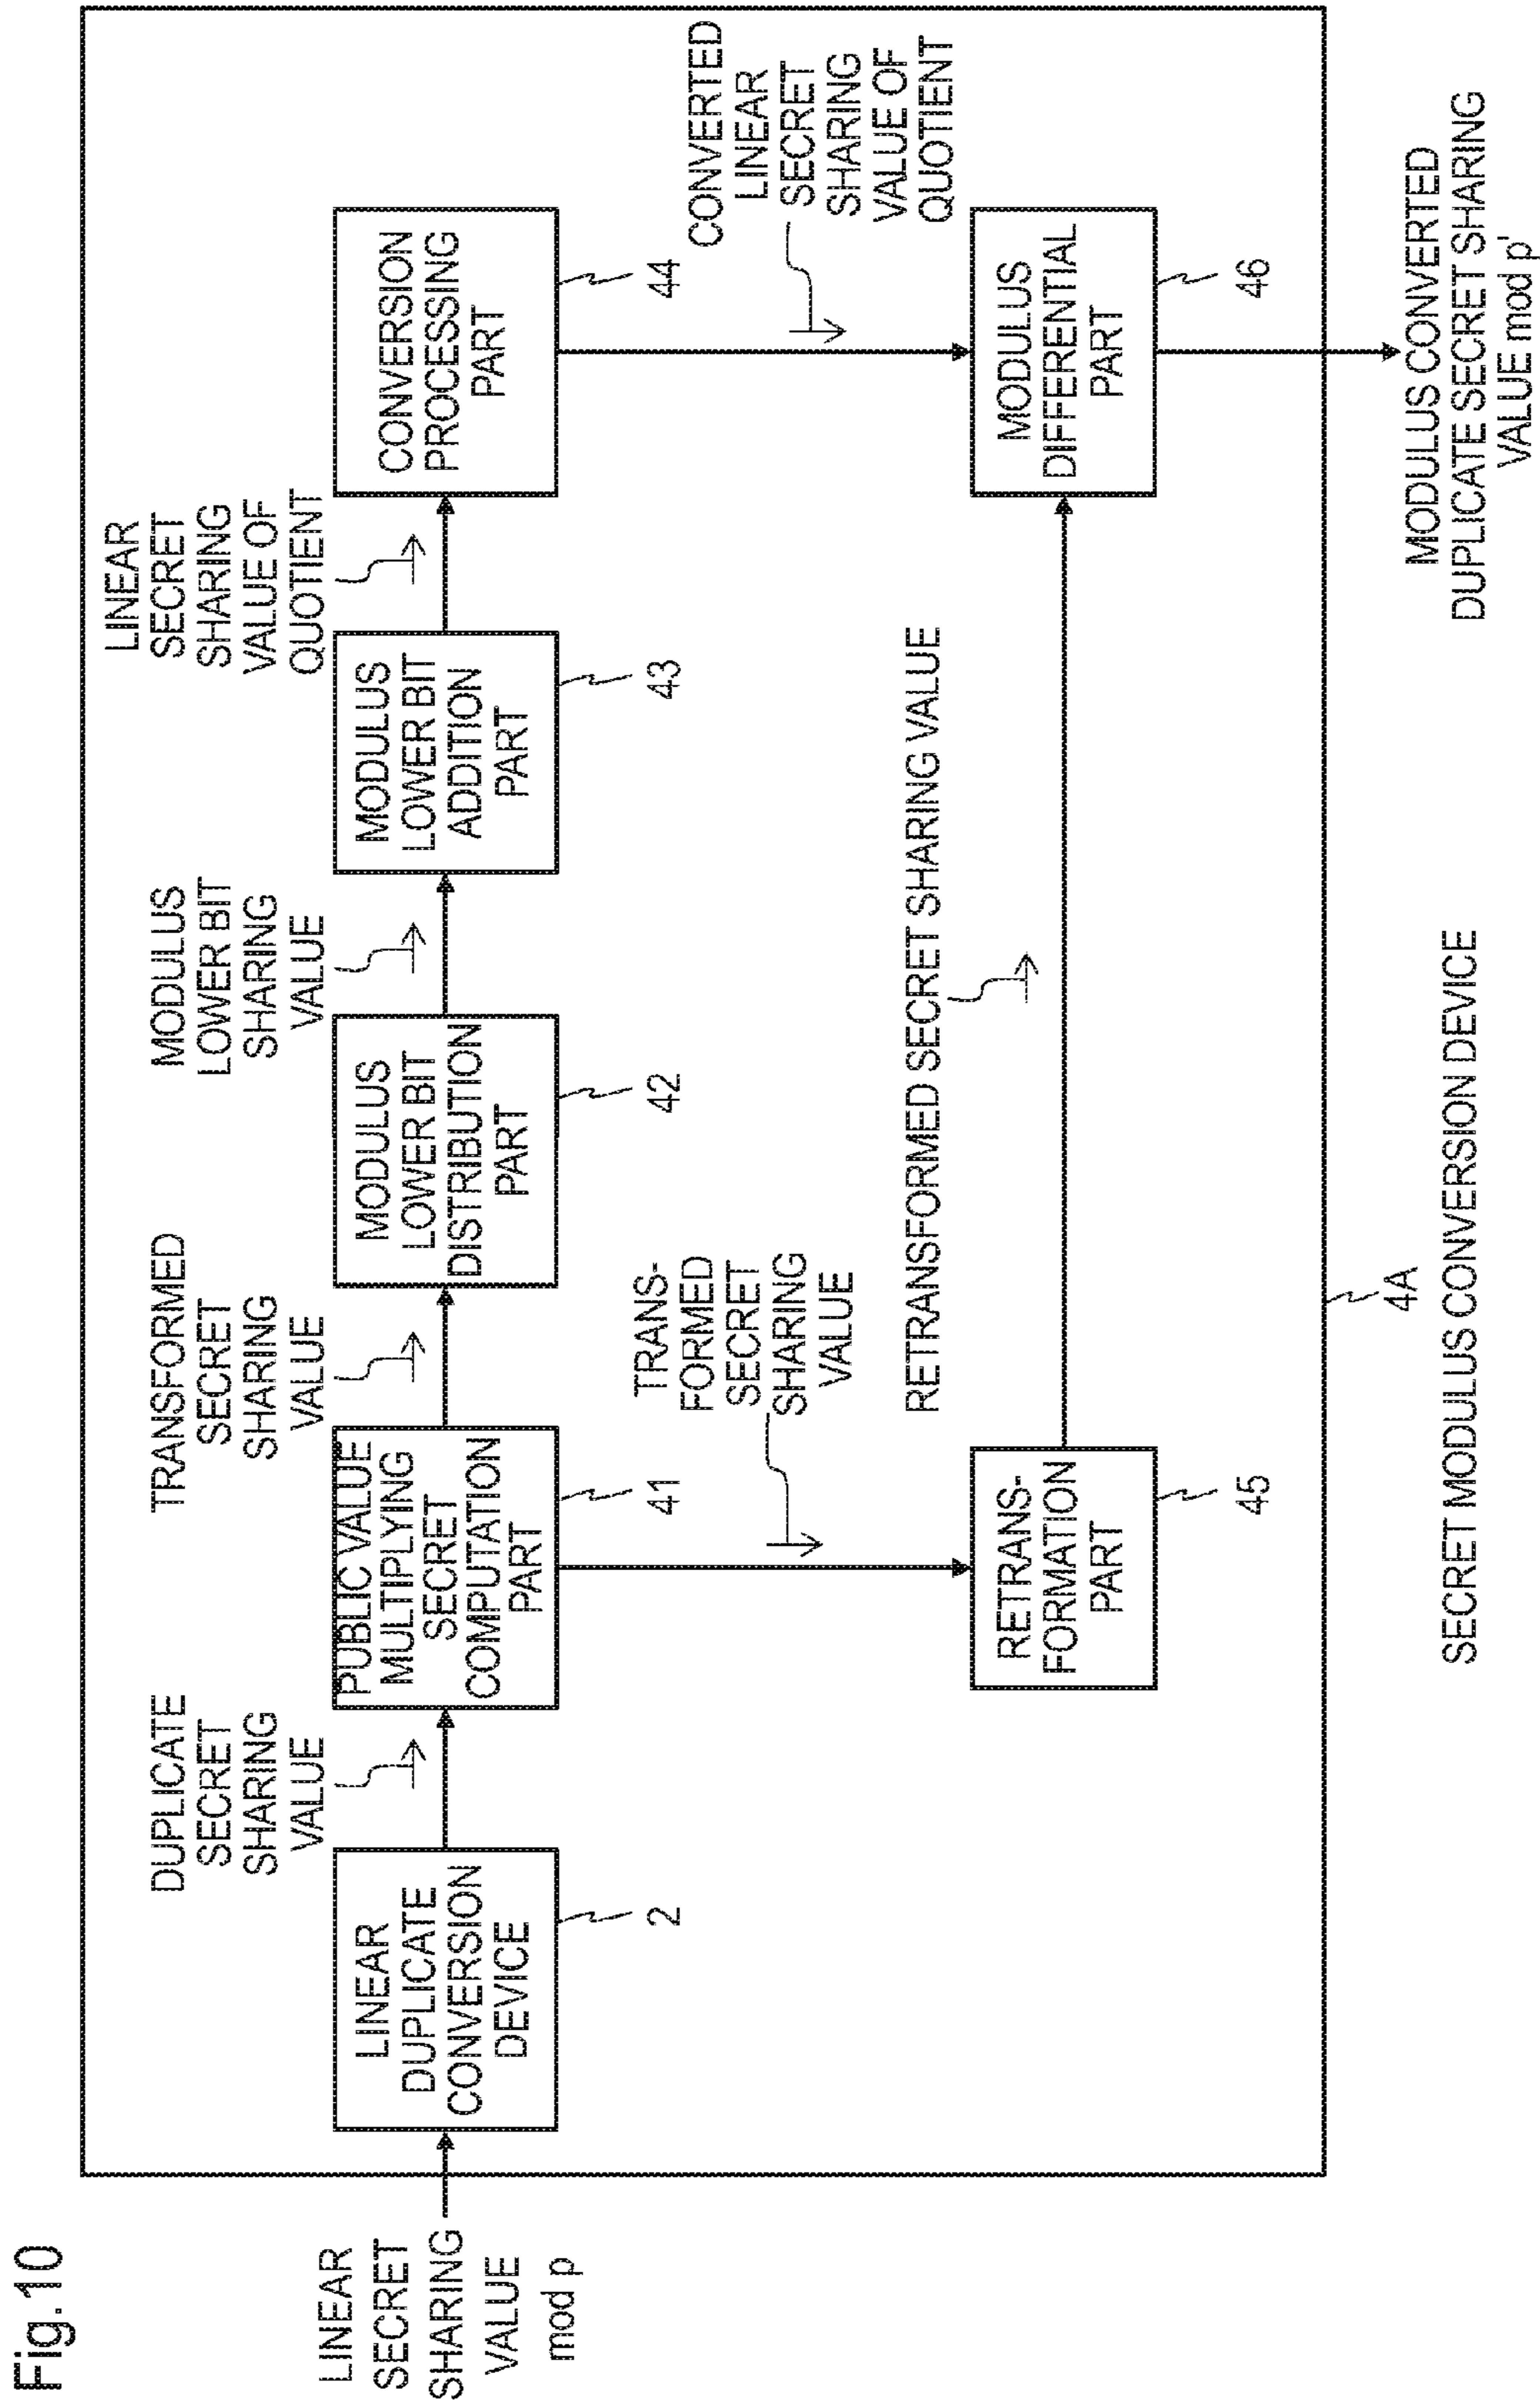 Fig.10
LINEAR
SECRET
SHARING
VALUE
mod p
LINEAR
DUPLICATE
CONVERSION
DEVICE
2
DUPLICATE
SECRET
SHARING
VALUE
PUBLIC VALUE
MULTIPLYING
SECRET
COMPUTATION
PART
41
TRANSFORMED
SECRET
SHARING
VALUE
MODULUS
LOWER BIT
DISTRIBUTION
PART
42
MODULUS
LOWER BIT
SHARING
VALUE
MODULUS
LOWER BIT
ADDITION
PART
43
LINEAR
SECRET
SHARING
VALUE OF
QUOTIENT
CONVERSION
PROCESSING
PART
44
TRANS-
FORMED
SECRET
SHARING
VALUE
CONVERTED
LINEAR
SECRET
SHARING
VALUE OF
QUOTIENT
RETRANS-
FORMATION
PART
45
RETRANSFORMED SECRET SHARING VALUE
MODULUS
DIFFERENTIAL
PART
46
4A
SECRET MODULUS CONVERSION DEVICE
MODULUS CONVERTED
DUPLICATE SECRET SHARING
VALUE mod p'